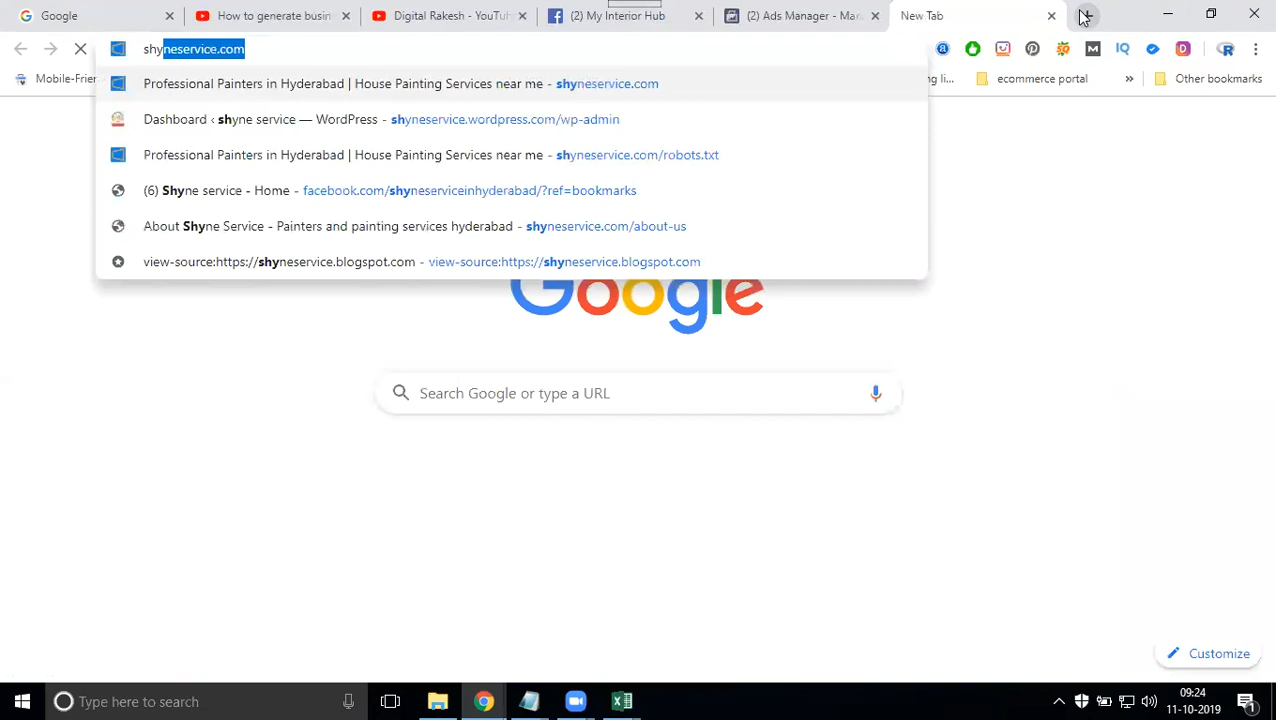 Google
How to generate busin
Digital Rakesh - YouTub
(2) My Interior Hub
(2) Ads Manager - Man
New Tab
shyneservice.com
Mobile-Frien
ng li...
ecommerce portal
Other bookmarks
Professional Painters in Hyderabad | House Painting Services near me - shyneservice.com
Dashboard ‹ shyne service — WordPress - shyneservice.wordpress.com/wp-admin
Professional Painters in Hyderabad | House Painting Services near me - shyneservice.com/robots.txt
(6) Shyne service - Home - facebook.com/shyneserviceinhyderabad/?ref=bookmarks
About Shyne Service - Painters and painting services hyderabad - shyneservice.com/about-us
view-source:https://shyneservice.blogspot.com - view-source:https://shyneservice.blogspot.com
Google
Search Google or type a URL
Customize
Type here to search
09:24
11-10-2019